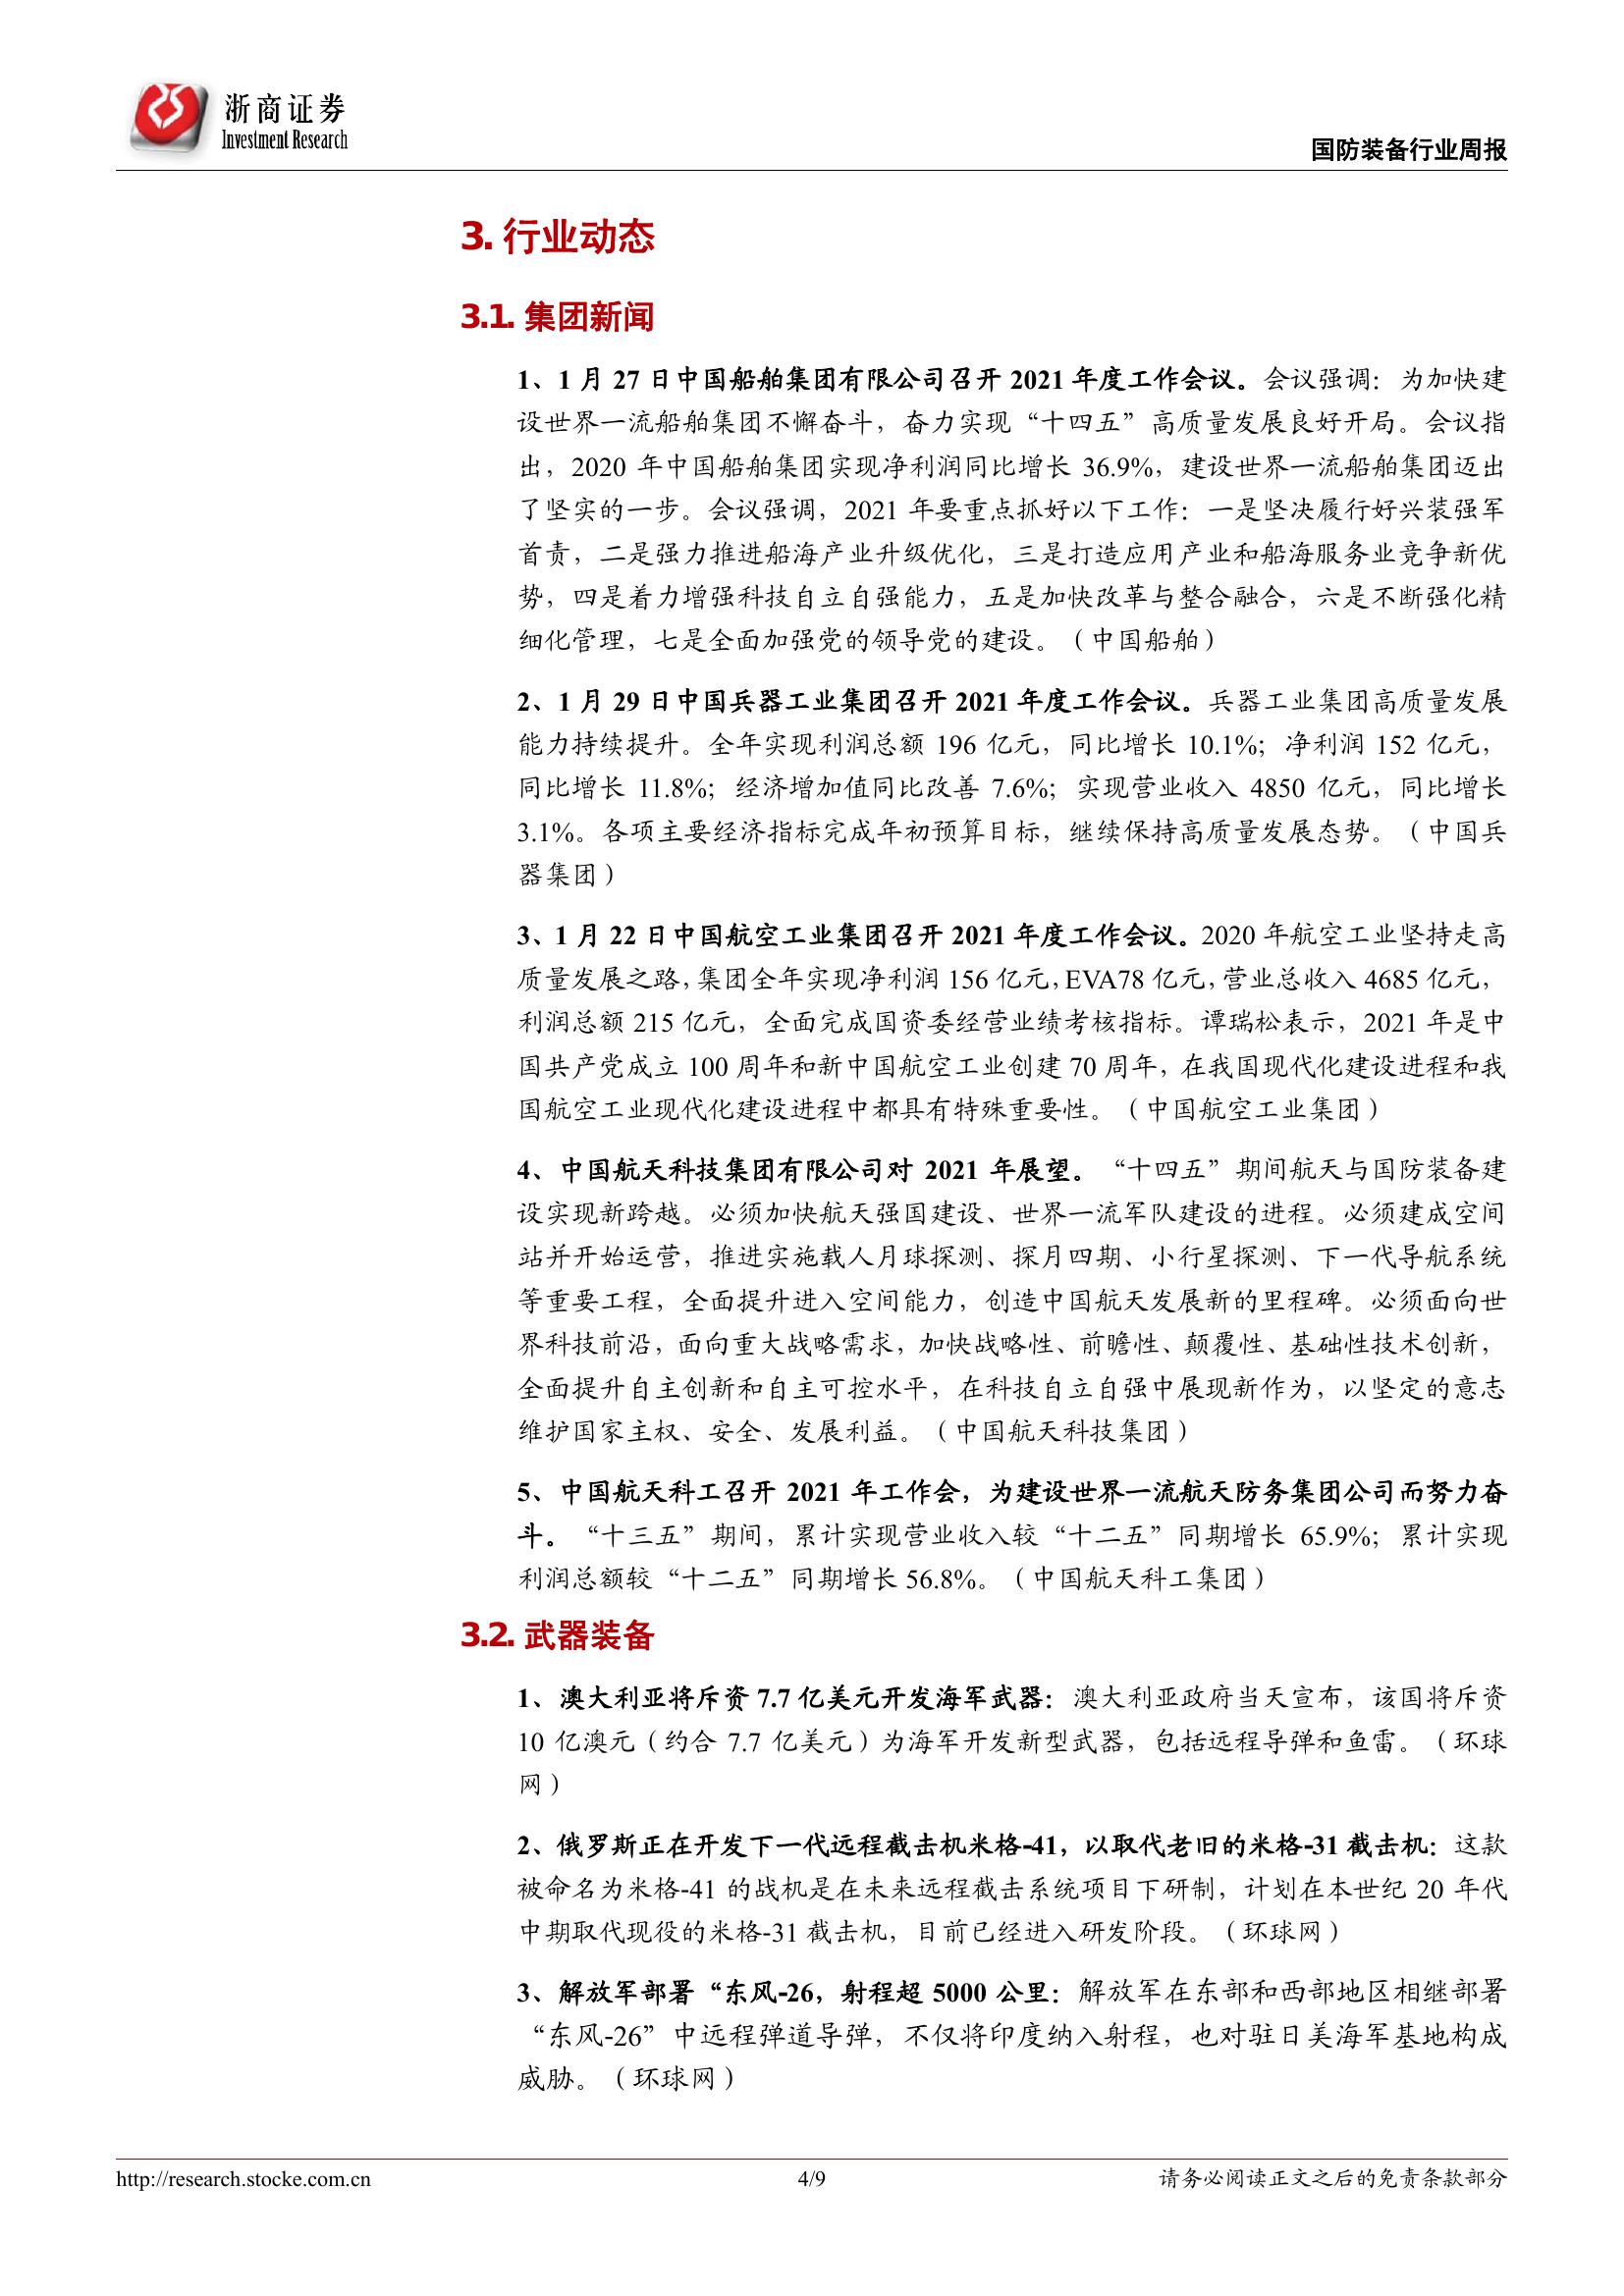 浙商证券
Investment Research
国防装备行业周报
3. 行业动态
3.1. 集团新闻
1、1 月 27 日中国船舶集团有限公司召开 2021 年度工作会议。会议强调：为加快建
设世界一流船舶集团不懈奋斗，奋力实现“十四五”高质量发展良好开局。会议指
出，2020 年中国船舶集团实现净利润同比增长 36.9%，建设世界一流船舶集团迈出
了坚实的一步。会议强调，2021 年要重点抓好以下工作：一是坚决履行好兴装强军
首责，二是强力推进船海产业升级优化，三是打造应用产业和船海服务业竞争新优
势，四是着力增强科技自立自强能力，五是加快改革与整合融合，六是不断强化精
细化管理，七是全面加强党的领导党的建设。（中国船舶）
2、1 月 29 日中国兵器工业集团召开 2021 年度工作会议。兵器工业集团高质量发展
能力持续提升。全年实现利润总额 196 亿元，同比增长 10.1%；净利润 152 亿元，
同比增长 11.8%；经济增加值同比改善 7.6%；实现营业收入 4850 亿元，同比增长
3.1%。各项主要经济指标完成年初预算目标，继续保持高质量发展态势。（中国兵
器集团）
3、1 月 22 日中国航空工业集团召开 2021 年度工作会议。2020 年航空工业坚持走高
质量发展之路，集团全年实现净利润 156 亿元，EVA78 亿元，营业总收入 4685 亿元，
利润总额 215 亿元，全面完成国资委经营业绩考核指标。谭瑞松表示，2021 年是中
国共产党成立 100 周年和新中国航空工业创建 70 周年，在我国现代化建设进程和我
国航空工业现代化建设进程中都具有特殊重要性。（中国航空工业集团）
4、中国航天科技集团有限公司对 2021 年展望。“十四五”期间航天与国防装备建
设实现新跨越。必须加快航天强国建设、世界一流军队建设的进程。必须建成空间
站并开始运营，推进实施载人月球探测、探月四期、小行星探测、下一代导航系统
等重要工程，全面提升进入空间能力，创造中国航天发展新的里程碑。必须面向世
界科技前沿，面向重大战略需求，加快战略性、前瞻性、颠覆性、基础性技术创新，
全面提升自主创新和自主可控水平，在科技自立自强中展现新作为，以坚定的意志
维护国家主权、安全、发展利益。（中国航天科技集团）
5、中国航天科工召开 2021 年工作会，为建设世界一流航天防务集团公司而努力奋
斗。“十三五”期间，累计实现营业收入较“十二五”同期增长 65.9%；累计实现
利润总额较“十二五”同期增长 56.8%。（中国航天科工集团）
3.2. 武器装备
1、澳大利亚将斥资 7.7 亿美元开发海军武器：澳大利亚政府当天宣布，该国将斥资
10 亿澳元（约合 7.7 亿美元）为海军开发新型武器，包括远程导弹和鱼雷。（环球
网）
2、俄罗斯正在开发下一代远程截击机米格-41，以取代老旧的米格-31 截击机：这款
被命名为米格-41 的战机是在未来远程截击系统项目下研制，计划在本世纪 20 年代
中期取代现役的米格-31 截击机，目前已经进入研发阶段。（环球网）
3、解放军部署“东风-26，射程超 5000 公里：解放军在东部和西部地区相继部署
“东风-26”中远程弹道导弹，不仅将印度纳入射程，也对驻日美海军基地构成
威胁。（环球网）
http://research.stocke.com.cn
4/9
请务必阅读正文之后的免责条款部分